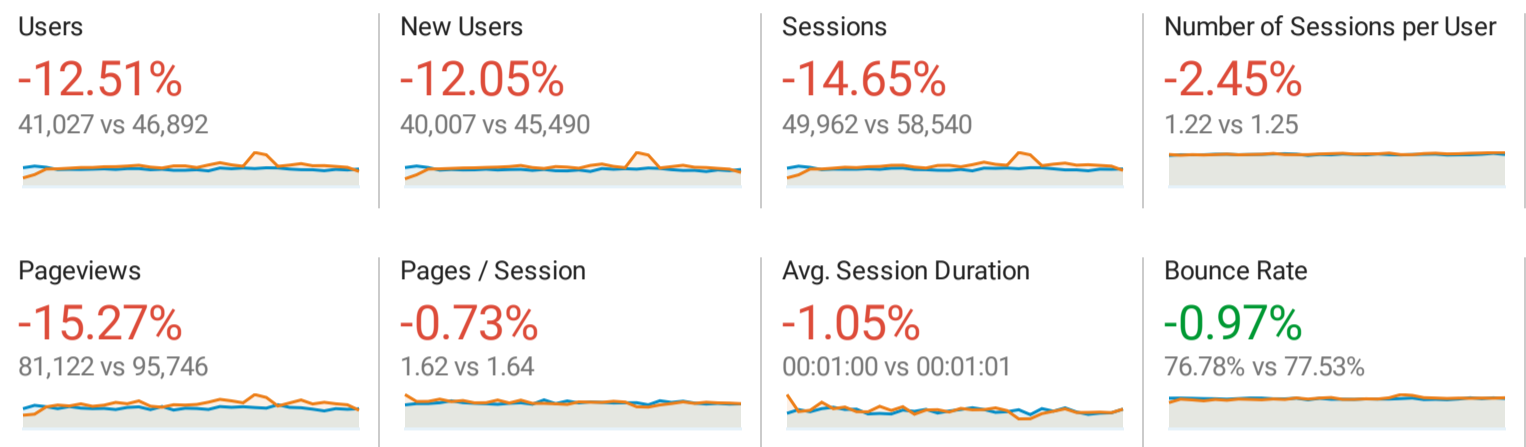 Users
-12.51%
41,027 vs 46,892
New Users
-12.05%
40,007 vs 45,490
Sessions
-14.65%
49,962 vs 58,540
Number of Sessions per User
-2.45%
1.22 vs 1.25
Pageviews
-15.27%
81,122 vs 95,746
Pages / Session
-0.73%
1.62 vs 1.64
Avg. Session Duration
-1.05%
00:01:00 vs 00:01:01
Bounce Rate
-0.97%
76.78% vs 77.53%